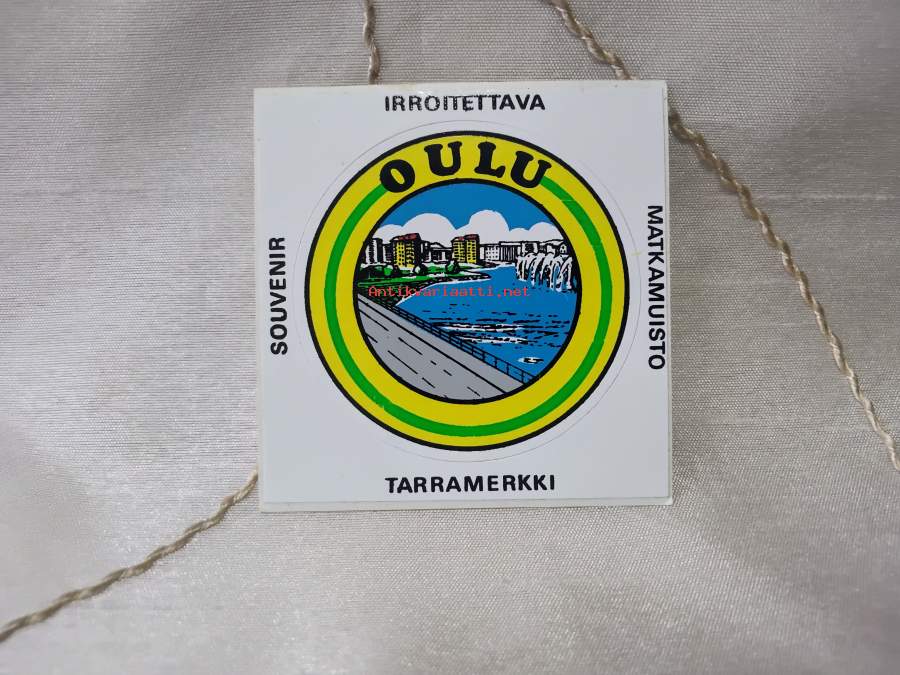 IRROITETTAVA
OULU
SOUVENIR
MATKAMUISTO
Antikvariaatti.net
TARRAMERKKI